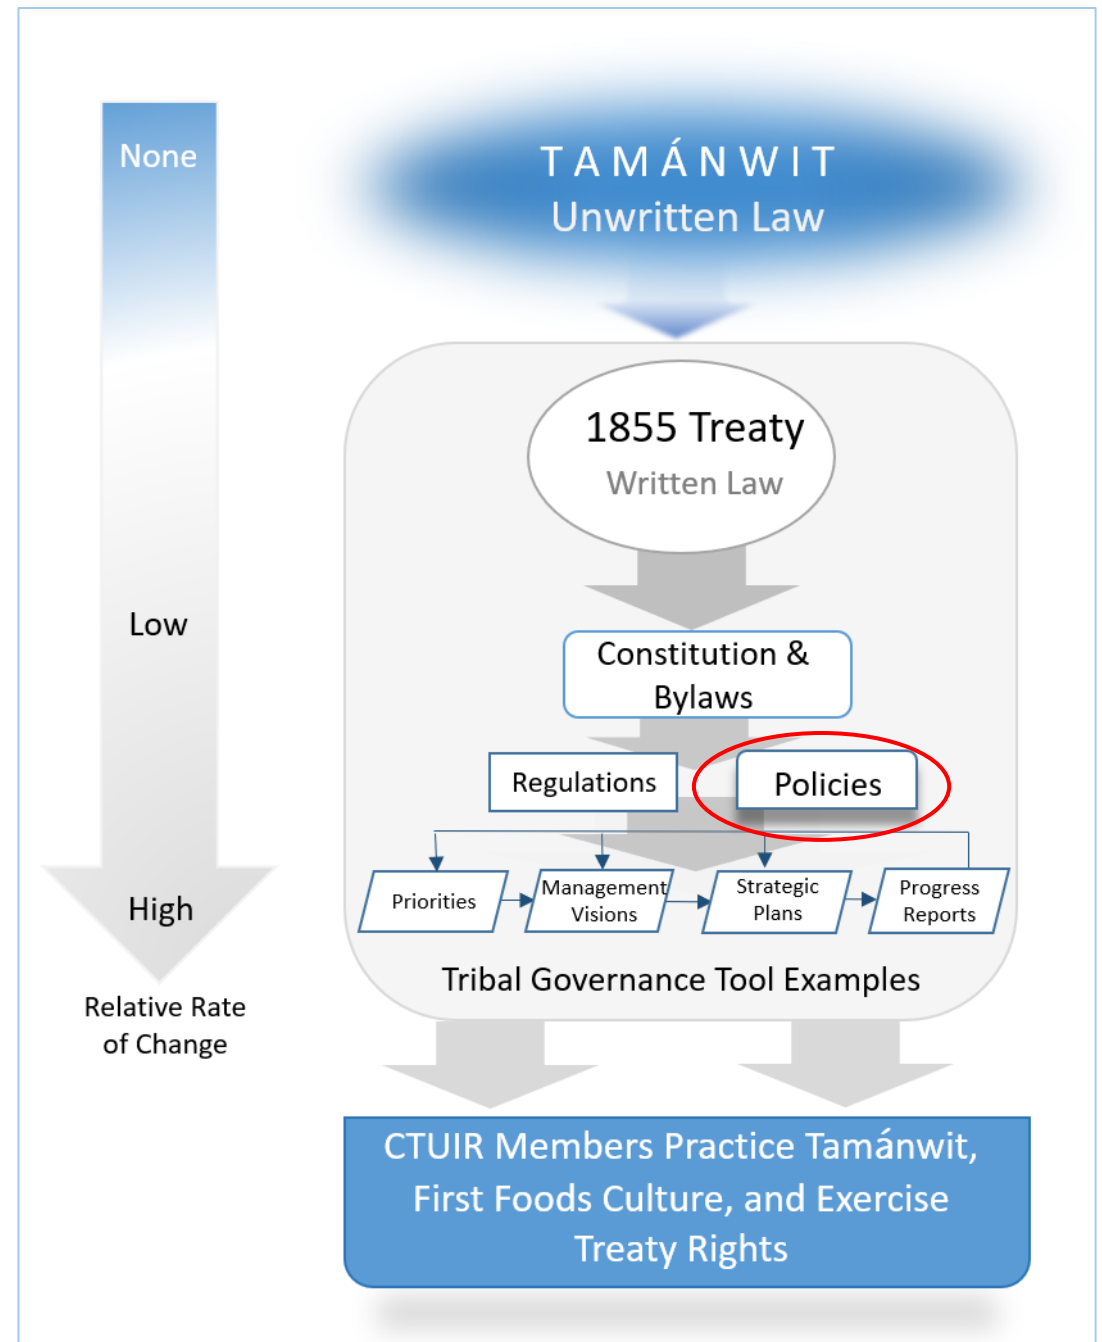 None
Low
High
Relative Rate
of Change
TAMÁNWIT
Unwritten Law
1855 Treaty
Written Law
Constitution &
Bylaws
Regulations
Policies
Priorities
Management
Visions
Strategic
Plans
Progress
Reports
Tribal Governance Tool Examples
CTUIR Members Practice Tamánwit,
First Foods Culture, and Exercise
Treaty Rights